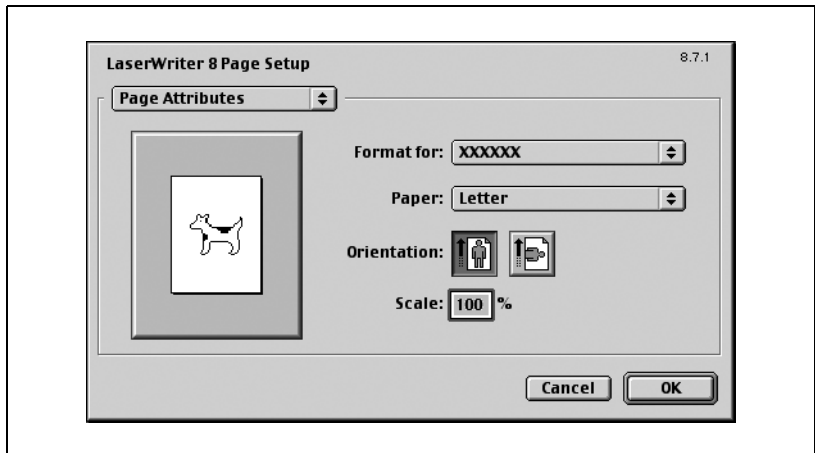 LaserWriter 8 Page Setup
8.7.1
Page Attributes
Format for: XXXXXX
Paper: Letter
Orientation:
Scale: 100 %
Cancel
OK